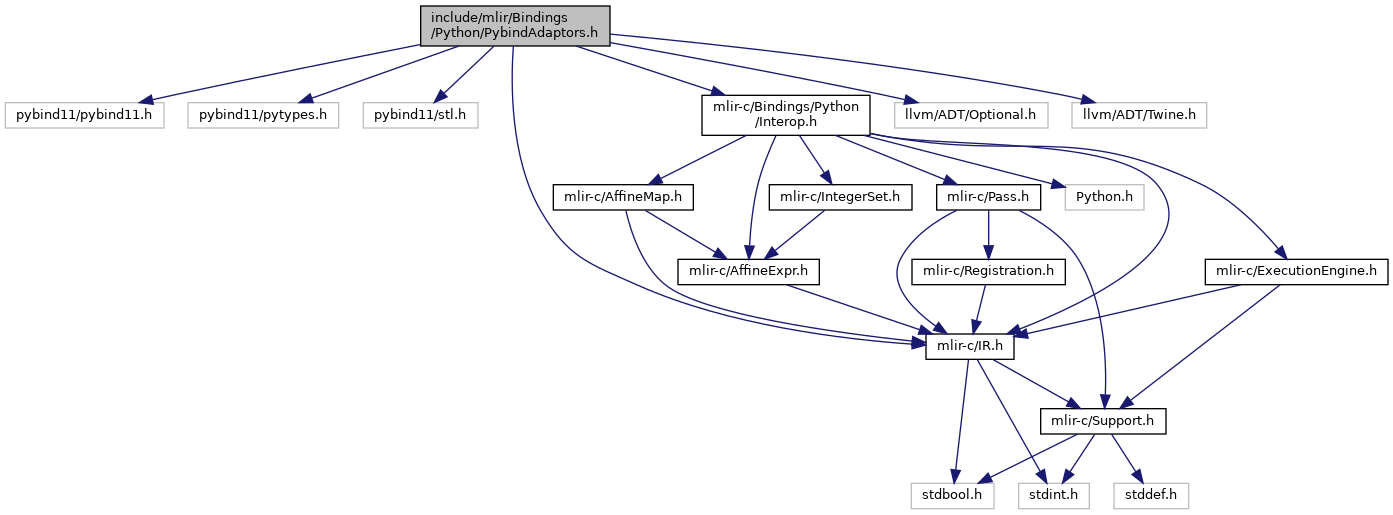 include/mlir/Bindings
/Python/PybindAdaptors.h
pybind11/pybind11.h
pybind11/pytypes.h
pybind11/stl.h
mlir-c/Bindings/Python
/Interop.h
llvm/ADT/Optional.h
llvm/ADT/Twine.h
mlir-c/AffineMap.h
mlir-c/IntegerSet.h
mlir-c/Pass.h
Python.h
mlir-c/AffineExpr.h
mlir-c/Registration.h
mlir-c/ExecutionEngine.h
mlir-c/IR.h
mlir-c/Support.h
stdbool.h
stdint.h
stddef.h